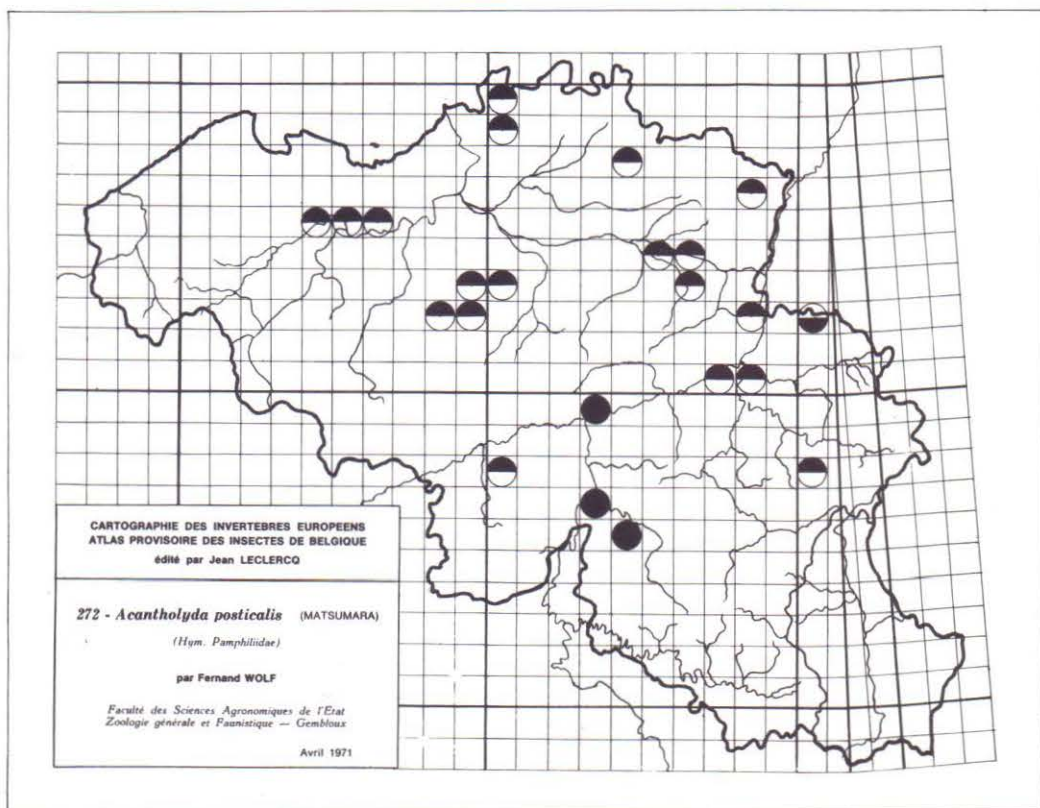 CARTOGRAPHIE DES INVERTEBRES EUROPEENS
ATLAS PROVISOIRE DES INSECTES DE BELGIQUE
édité par Jean LECLERCQ
272 - Acantholyda posticalis (MATSUMARA)
(Hym. Pamphiliidae)
par Fernand WOLF
Faculté des Sciences Agronomiques de l'Etat
Zoologie générale et Faunistique — Gembloux
Avril 1971